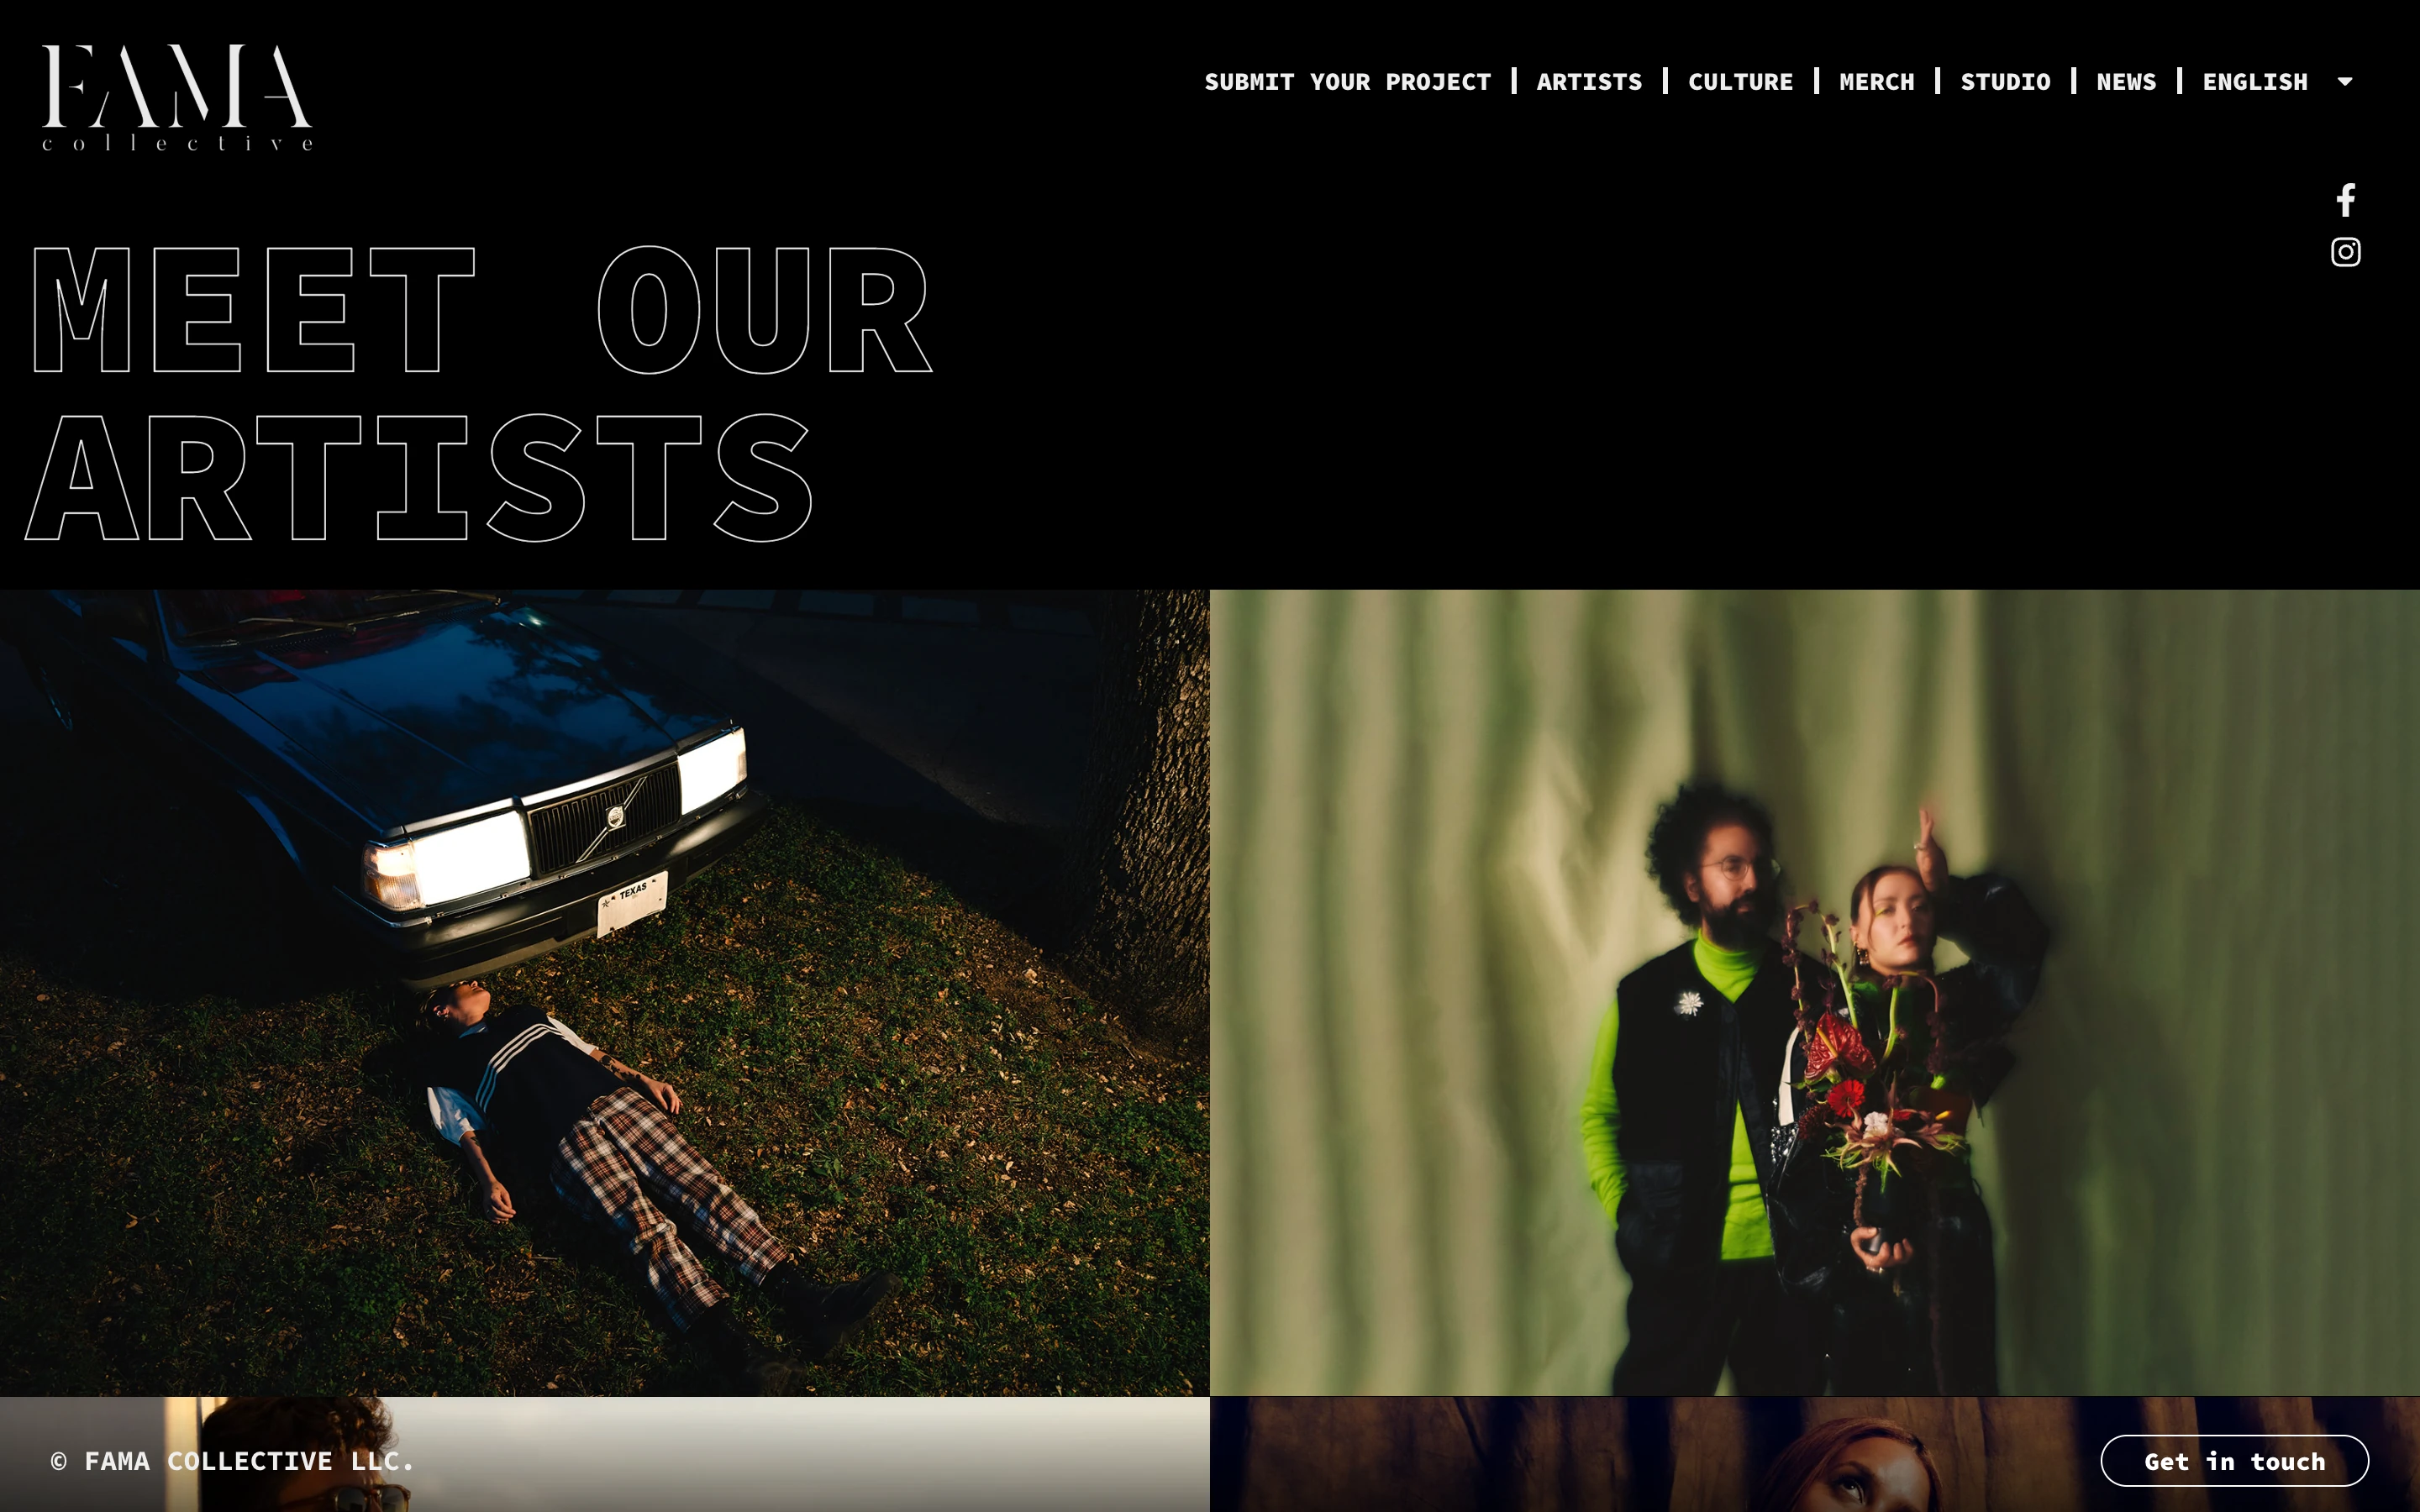 FAMA
collective
SUBMIT YOUR PROJECT | ARTISTS | CULTURE | MERCH | STUDIO | NEWS | ENGLISH
MEET OUR
ARTISTS
TEXAS
© FAMA COLLECTIVE LLC.
Get in touch